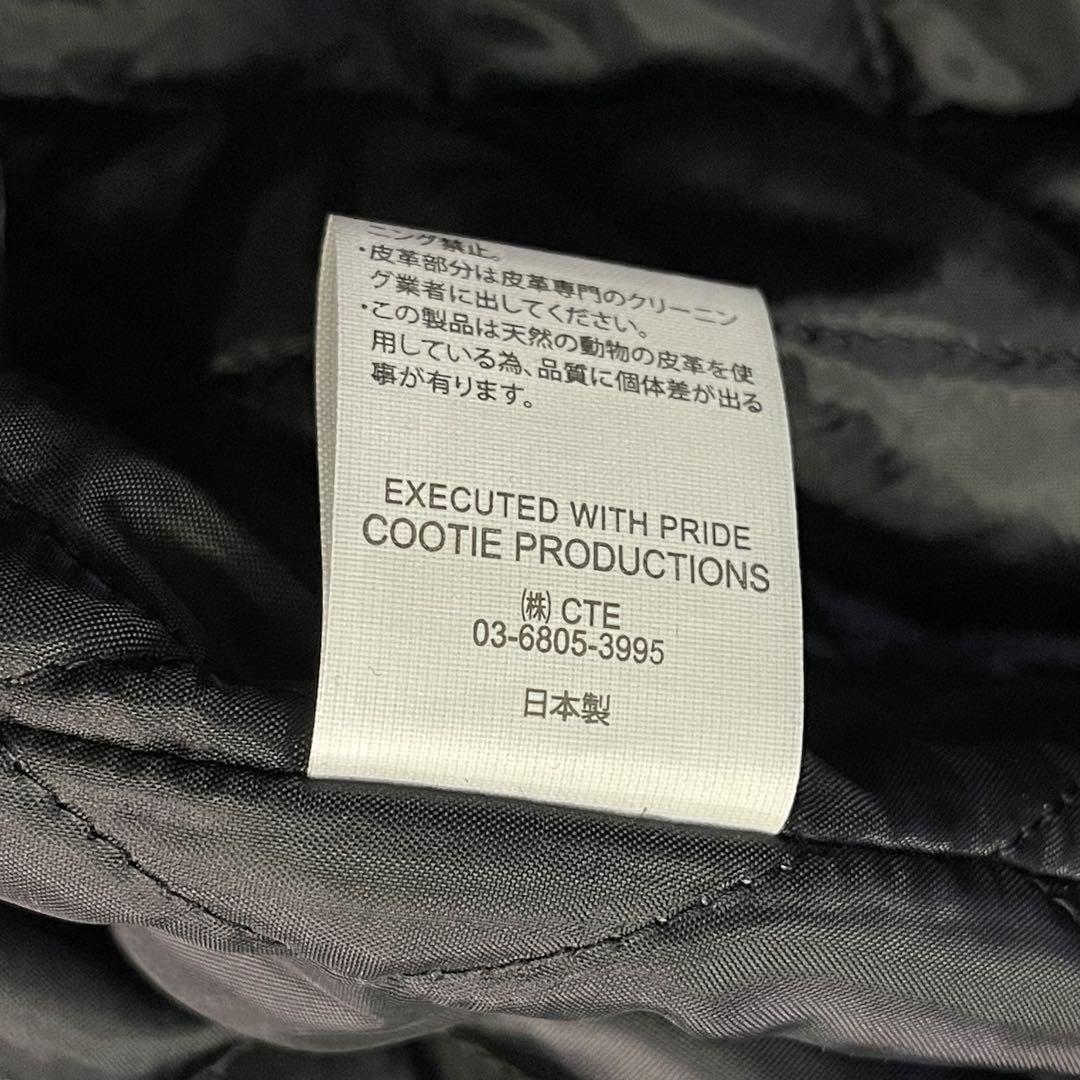 ニング禁止。
・皮革部分は皮革専門のクリーニン
グ業者に出してください。
・この製品は天然の動物の皮革を使
用している為、品質に個体差が出る
事が有ります。
EXECUTED WITH PRIDE
COOTIE PRODUCTIONS
㈱ CTE
03-6805-3995
日本製